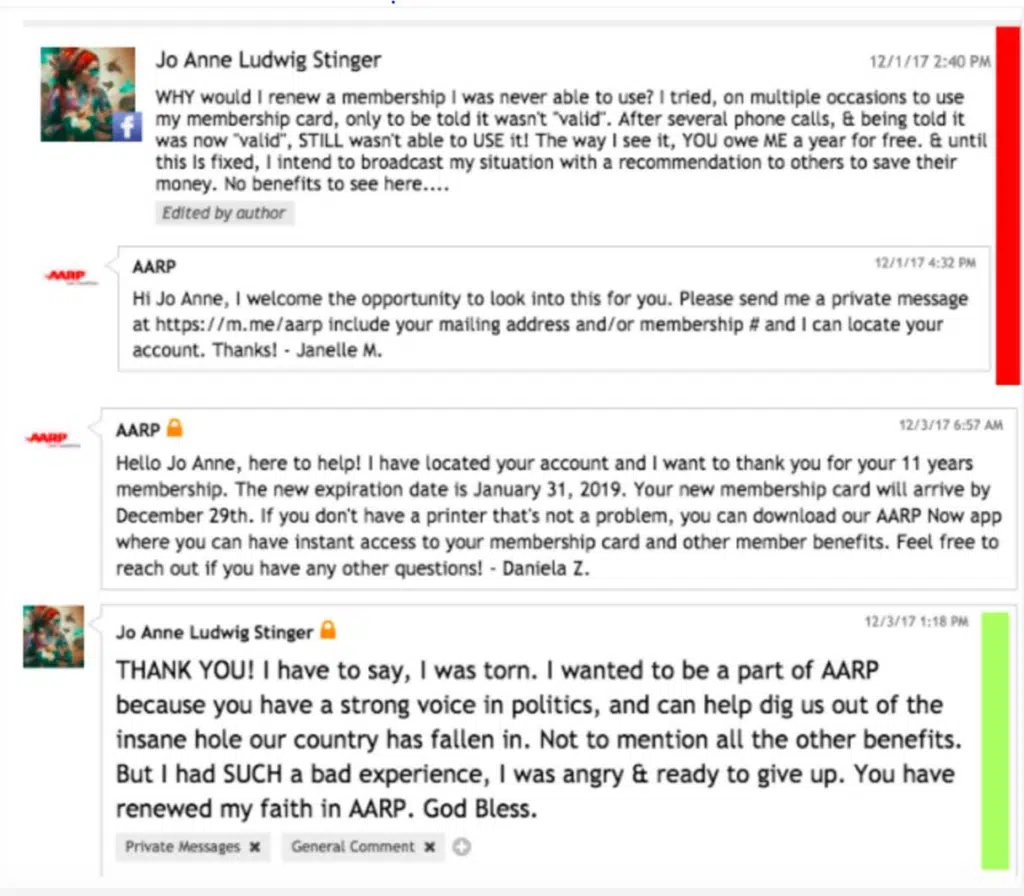 Jo Anne Ludwig Stinger
12/1/17 2:40 PM
WHY would I renew a membership I was never able to use? I tried, on multiple occasions to use
my membership card, only to be told it wasn't "valid". After several phone calls, & being told it
was now "valid", STILL wasn't able to USE it! The way I see it, YOU owe ME a year for free. & until
this Is fixed, I intend to broadcast my situation with a recommendation to others to save their
money. No benefits to see here....
Edited by author
AARP
AARP
12/1/17 4:32 PM
Hi Jo Anne, I welcome the opportunity to look into this for you. Please send me a private message
at https://m.me/aarp include your mailing address and/or membership # and I can locate your
account. Thanks! - Janelle M.
AARP
AARP
12/3/17 6:57 AM
Hello Jo Anne, here to help! I have located your account and I want to thank you for your 11 years
membership. The new expiration date is January 31, 2019. Your new membership card will arrive by
December 29th. If you don't have a printer that's not a problem, you can download our AARP Now app
where you can have instant access to your membership card and other member benefits. Feel free to
reach out if you have any other questions! - Daniela Z.
Jo Anne Ludwig Stinger
12/3/17 1:18 PM
THANK YOU! I have to say, I was torn. I wanted to be a part of AARP
because you have a strong voice in politics, and can help dig us out of the
insane hole our country has fallen in. Not to mention all the other benefits.
But I had SUCH a bad experience, I was angry & ready to give up. You have
renewed my faith in AARP. God Bless.
Private Messages ✖ General Comment ✖